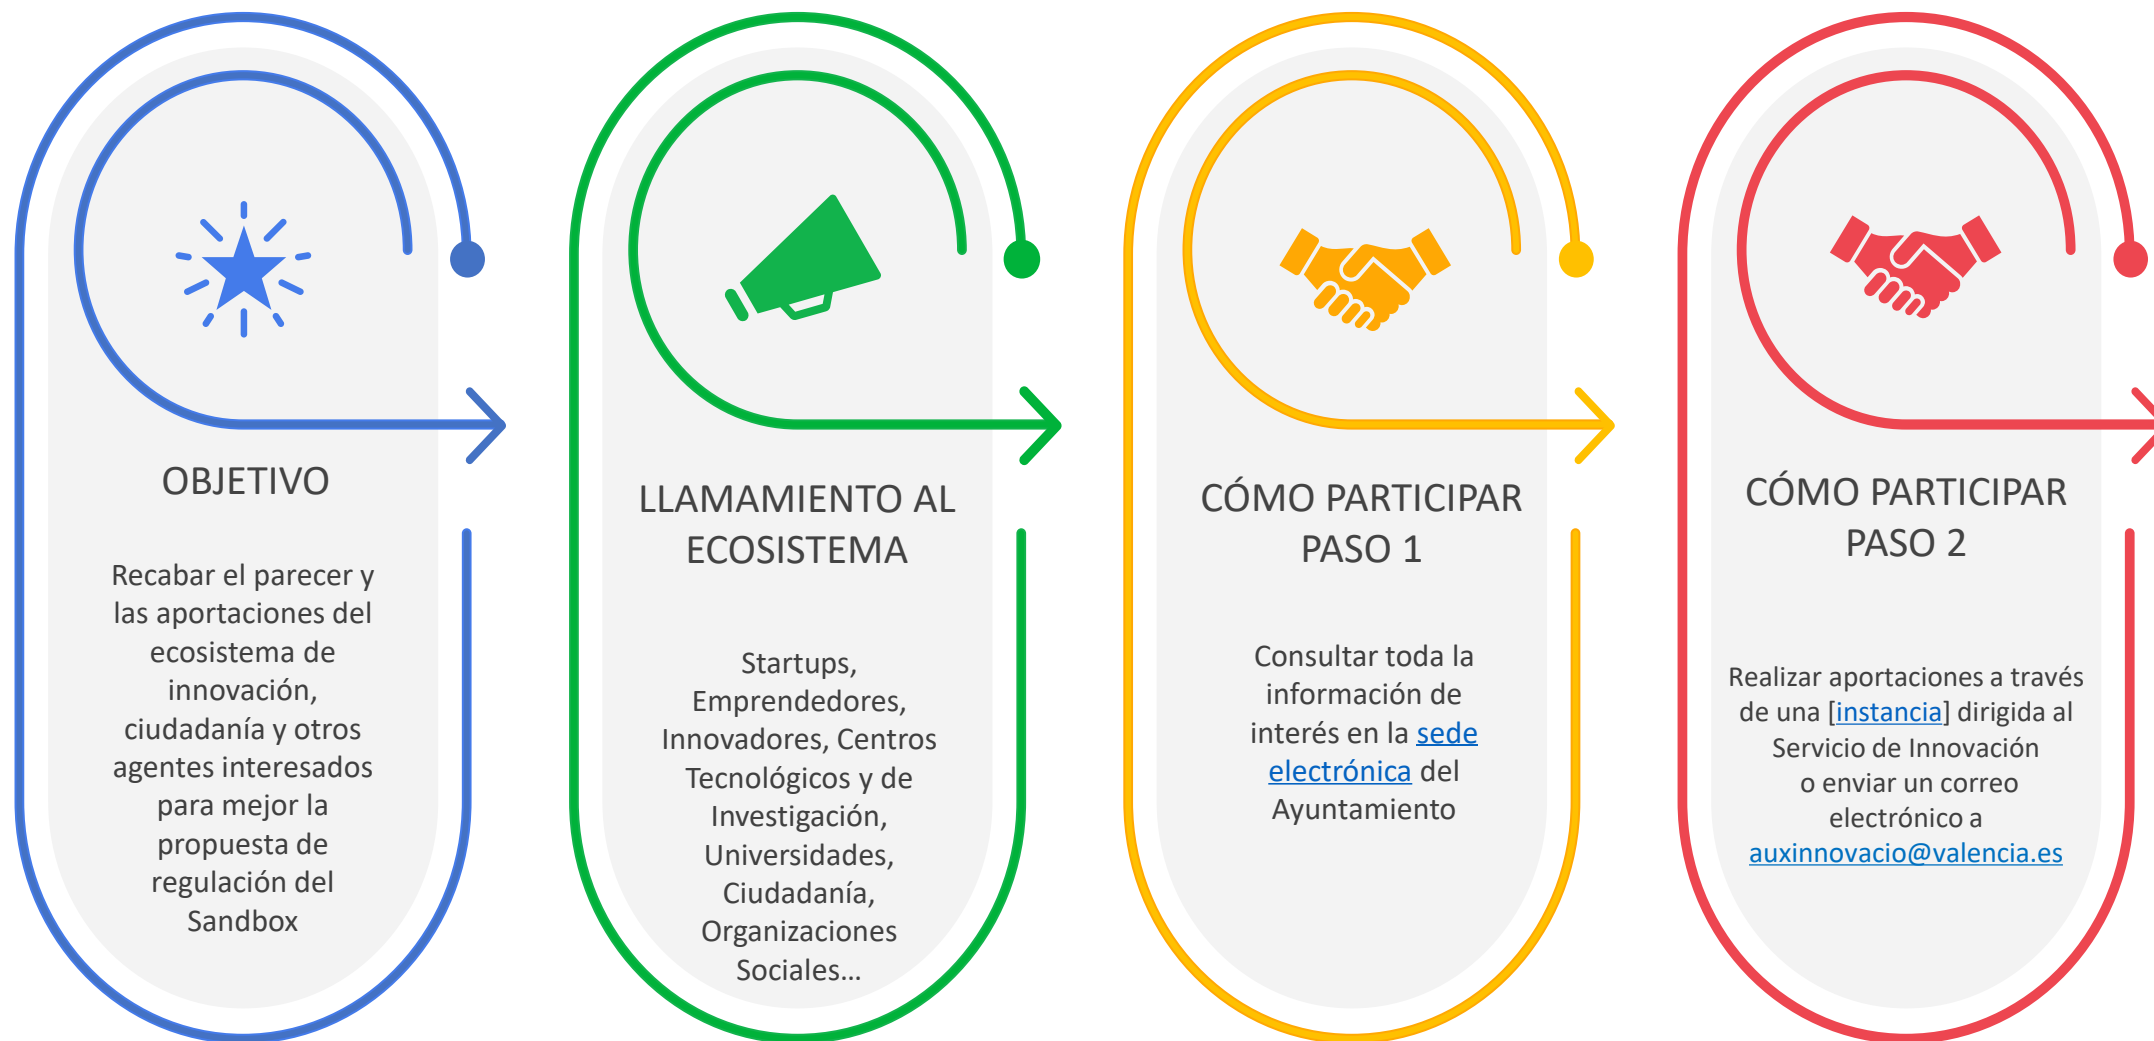 OBJETIVO
Recabar el parecer y
las aportaciones del
ecosistema de
innovación,
ciudadanía y otros
agentes interesados
para mejor la
propuesta de
regulación del
Sandbox
LLAMAMIENTO AL
ECOSISTEMA
Startups,
Emprendedores,
Innovadores, Centros
Tecnológicos y de
Investigación,
Universidades,
Ciudadanía,
Organizaciones
Sociales...
CÓMO PARTICIPAR
PASO 1
Consultar toda la
información de
interés en la sede
electrónica del
Ayuntamiento
CÓMO PARTICIPAR
PASO 2
Realizar aportaciones a través
de una [instancia] dirigida al
Servicio de Innovación
o enviar un correo
electrónico a
auxinnovacio@valencia.es